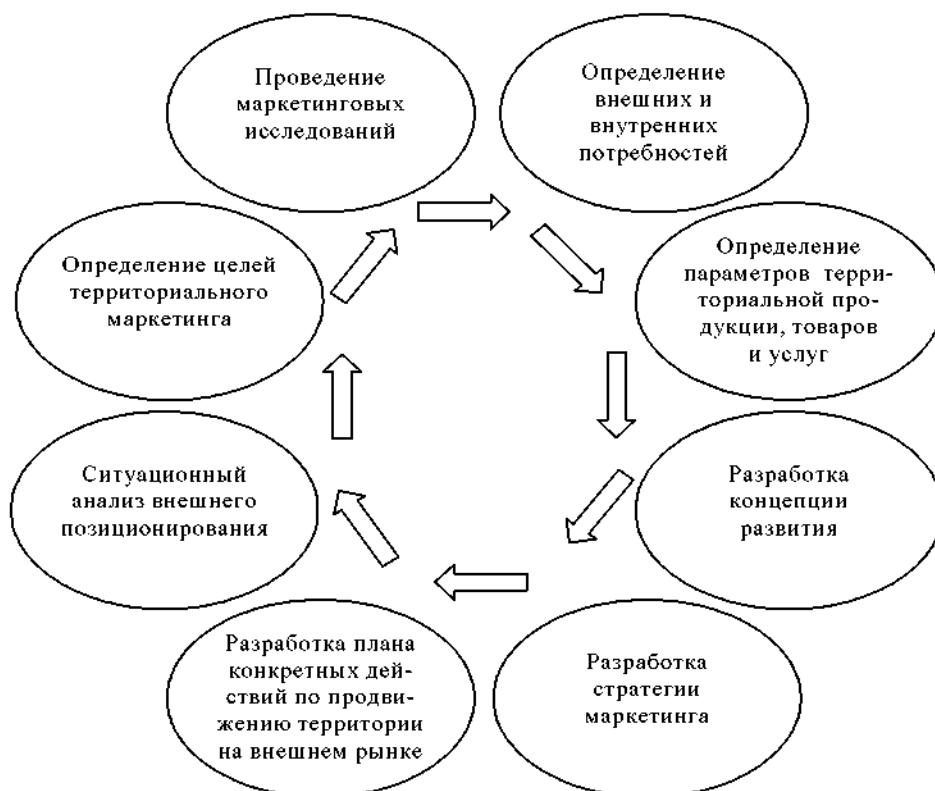 Проведение
маркетинговых
исследований
Определение
внешних и
внутренних
потребностей
Определение
параметров терри-
ториальной про-
дукции, товаров
и услуг
Разработка
концепции
развития
Разработка
стратегии
маркетинга
Разработка плана
конкретных дей-
ствий по продви-
жению территории
на внешнем рынке
Ситуационный
анализ внешнего
позиционирования
Определение целей
территориального
маркетинга